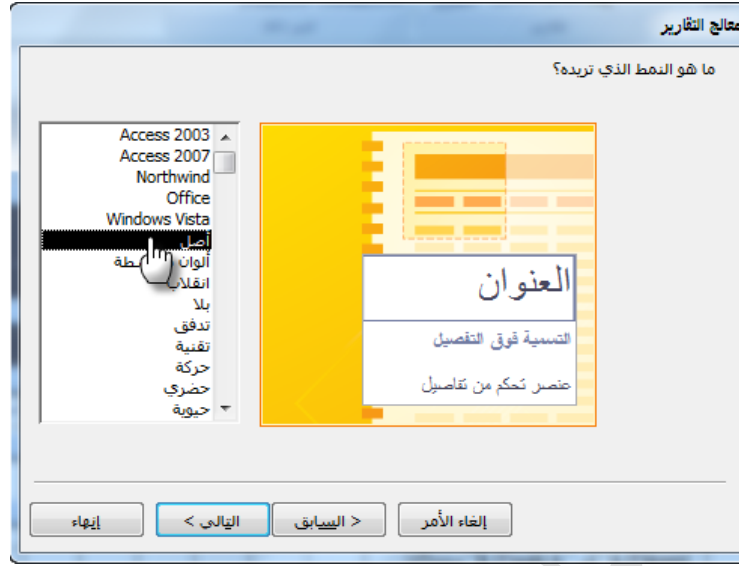 معالج التقارير
ما هو النمط الذي تريده؟
Access 2003
Access 2007
Northwind
Office
Windows Vista
أصل
ألوان
انقلاب
بلا
تدفق
تقنية
حركة
حضري
حيوية
العنوان
التسمية فوق التفصيل
عنصر تحكم من تفاصيل
إلغاء الأمر
< السابق
التالي >
إنهاء